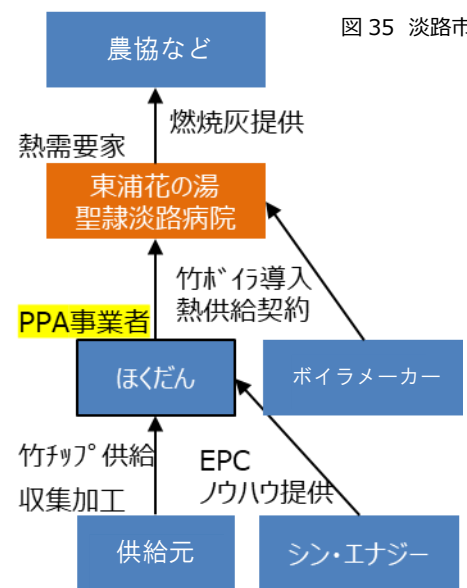 図 35 淡路市
農協など
燃焼灰提供
熱需要家
東浦花の湯
聖隷淡路病院
竹ﾎﾞｲﾗ導入
熱供給契約
PPA事業者
ほくだん
ボイラメーカー
竹ﾁｯﾌﾟ供給
収集加工
EPC
ノウハウ提供
供給元
シン・エナジー